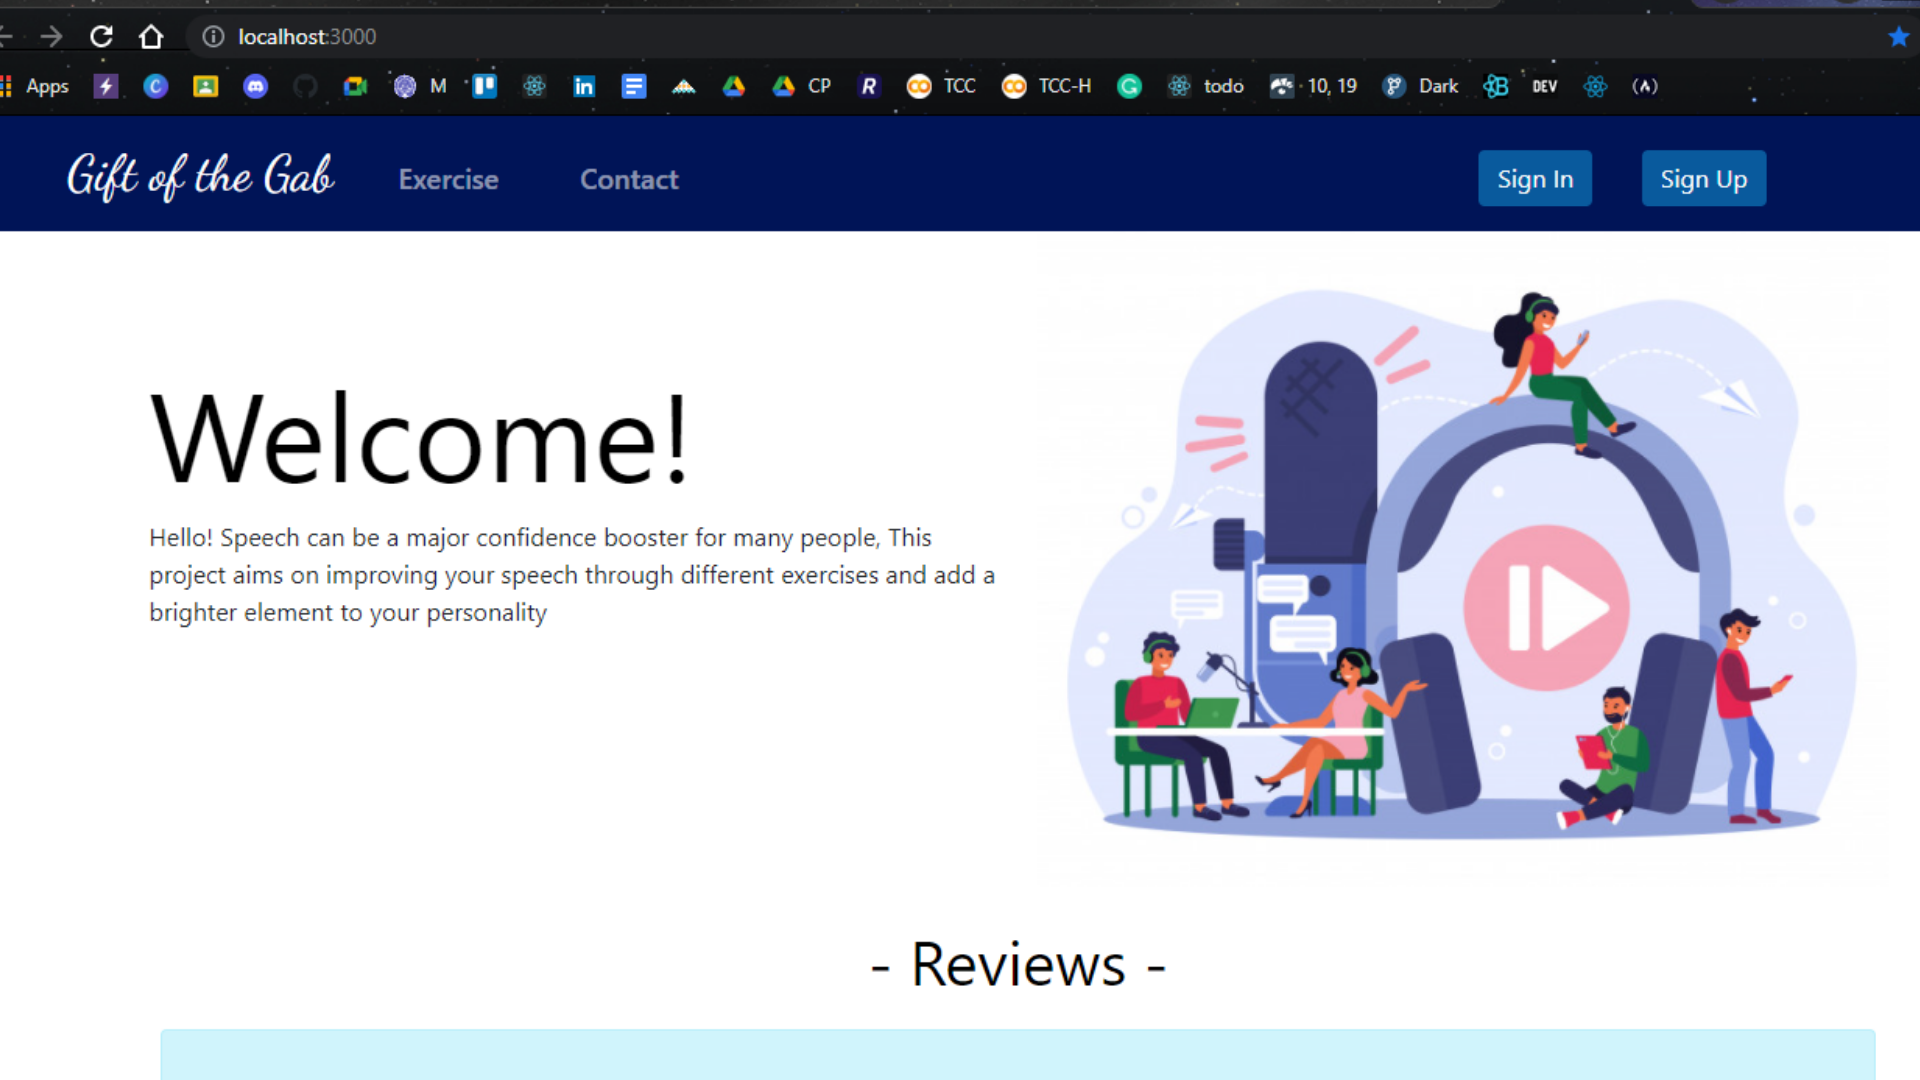 localhost:3000
Apps M CP TCC TCC-H todo 10, 19 Dark DEV
Gift of the Gab Exercise Contact Sign In Sign Up
Welcome!
Hello! Speech can be a major confidence booster for many people, This
project aims on improving your speech through different exercises and add a
brighter element to your personality
- Reviews -